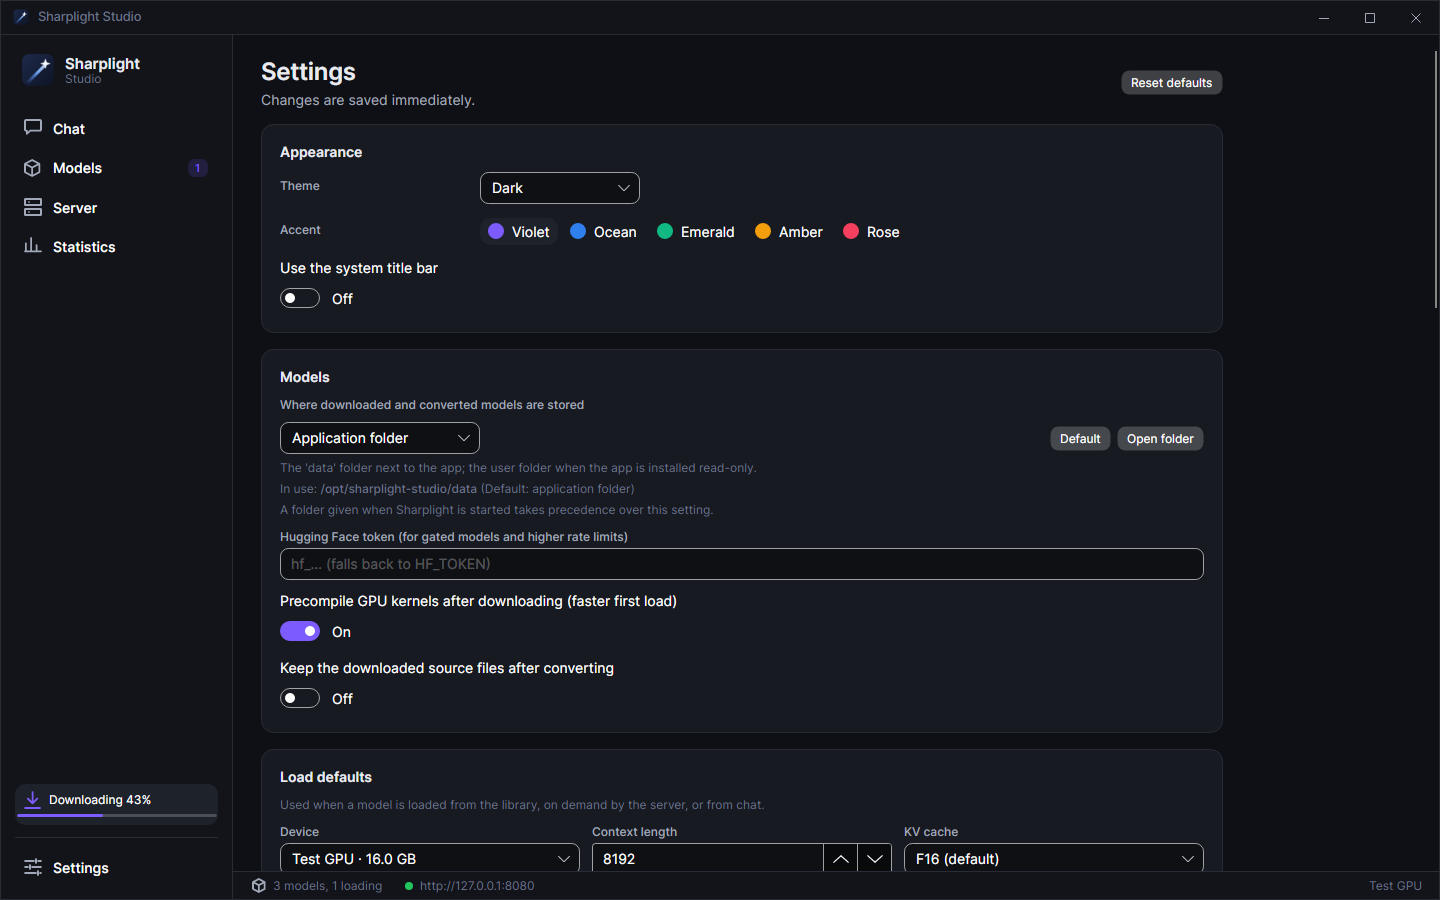 Sharplight Studio
Sharplight
Studio
Chat
Models 1
Server
Statistics
Downloading 43%
Settings
Settings
Changes are saved immediately.
Reset defaults
Appearance
Theme Dark
Accent Violet Ocean Emerald Amber Rose
Use the system title bar
Off
Models
Where downloaded and converted models are stored
Application folder Default Open folder
The 'data' folder next to the app; the user folder when the app is installed read-only.
In use: /opt/sharplight-studio/data (Default: application folder)
A folder given when Sharplight is started takes precedence over this setting.
Hugging Face token (for gated models and higher rate limits)
hf_... (falls back to HF_TOKEN)
Precompile GPU kernels after downloading (faster first load)
On
Keep the downloaded source files after converting
Off
Load defaults
Used when a model is loaded from the library, on demand by the server, or from chat.
Device Context length KV cache
Test GPU · 16.0 GB 8192 F16 (default)
3 models, 1 loading http://127.0.0.1:8080 Test GPU